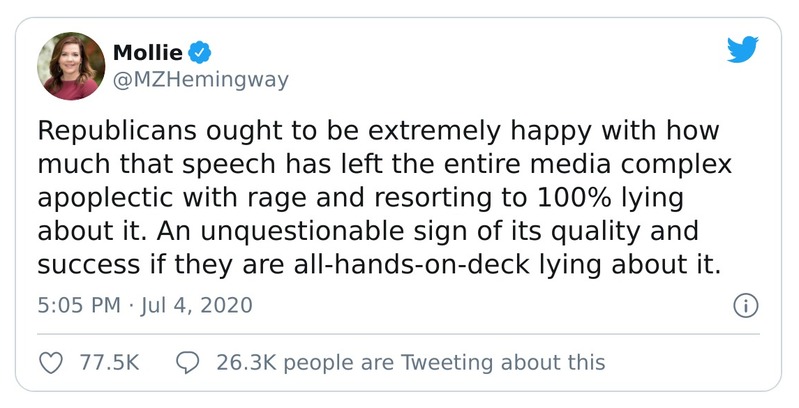 Mollie
@MZHemingway
Republicans ought to be extremely happy with how
much that speech has left the entire media complex
apoplectic with rage and resorting to 100% lying
about it. An unquestionable sign of its quality and
success if they are all-hands-on-deck lying about it.
5:05 PM · Jul 4, 2020
77.5K 26.3K people are Tweeting about this